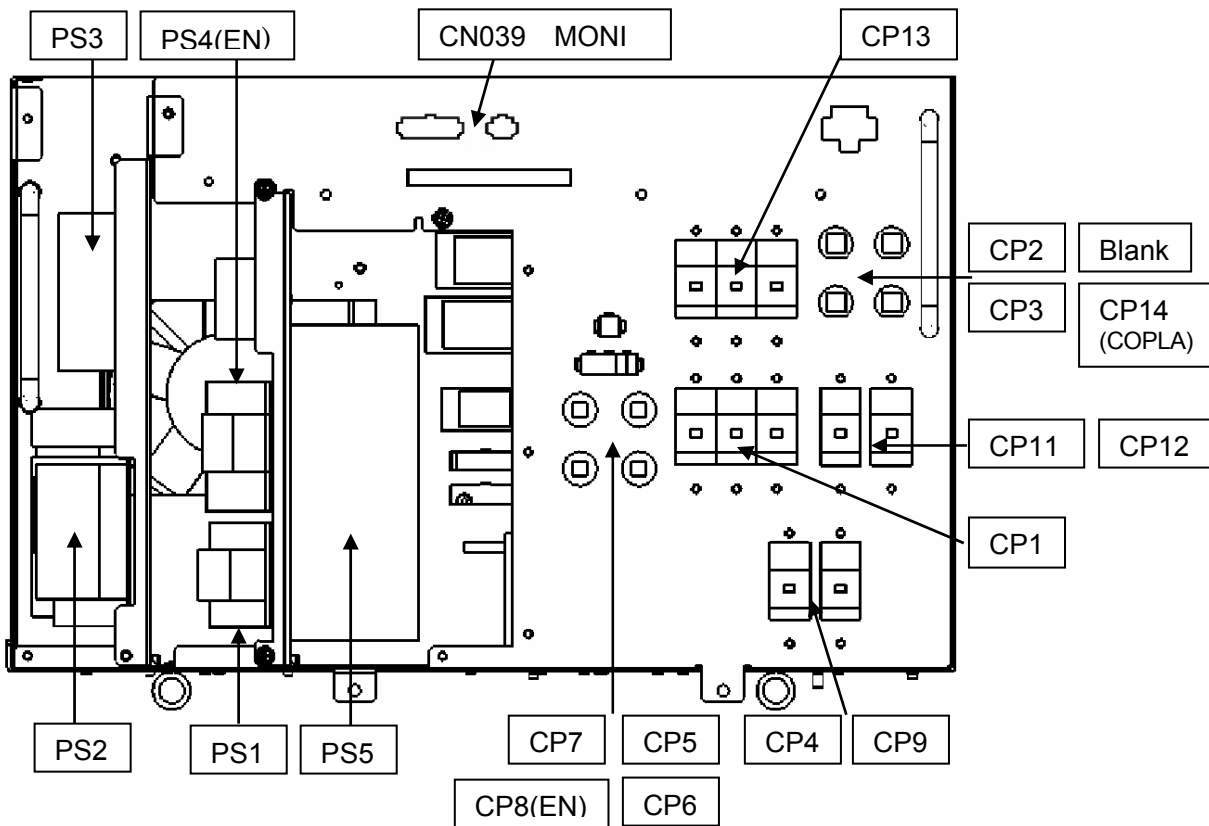 PS3 PS4(EN) CN039 MONI CP13
CP2 Blank
CP3 CP14
(COPLA)
CP11 CP12
CP1
PS2 PS1 PS5 CP7 CP5 CP4 CP9
CP8(EN) CP6